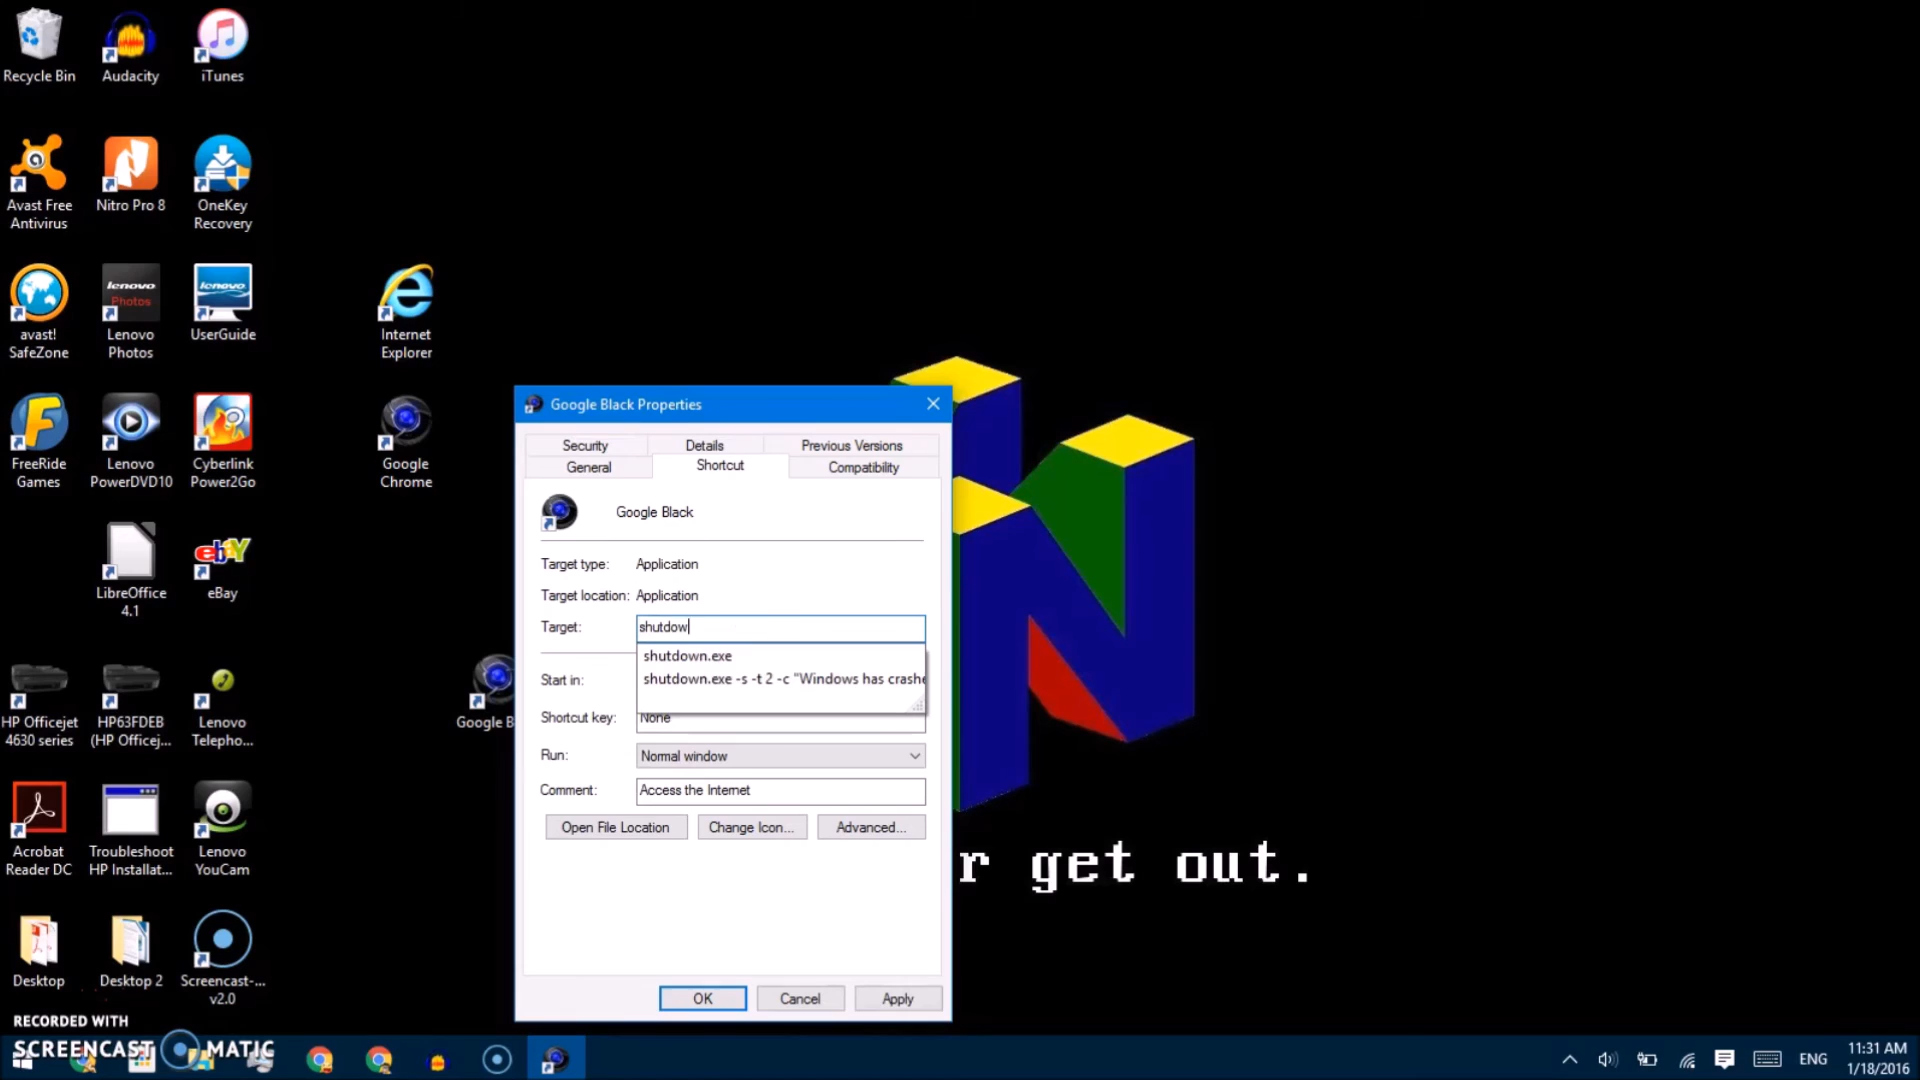 Recycle Bin
Audacity
iTunes
Avast Free
Antivirus
Nitro Pro 8
OneKey
Recovery
avast!
SafeZone
lenovo
Photos
Lenovo
Photos
lenovo
UserGuide
Internet
Explorer
FreeRide
Games
Lenovo
PowerDVD10
Cyberlink
Power2Go
Google
Chrome
LibreOffice
4.1
ebay
eBay
HP Officejet
4630 series
HP63FDEB
(HP Officej...
Lenovo
Telepho...
Google B
Acrobat
Reader DC
Troubleshoot
HP Installat...
Lenovo
YouCam
Desktop
Desktop 2
Screencast-...
v2.0
Google Black Properties
Security
Details
Previous Versions
General
Shortcut
Compatibility
Google Black
Target type:
Application
Target location:
Application
Target:
shutdow
shutdown.exe
shutdown.exe -s -t 2 -c "Windows has crashe
Start in:
Shortcut key:
None
Run:
Normal window
Comment:
Access the Internet
Open File Location
Change Icon...
Advanced...
OK
Cancel
Apply
r get out.
RECORDED WITH
SCREENCAST MATIC
ENG
11:31 AM
1/18/2016